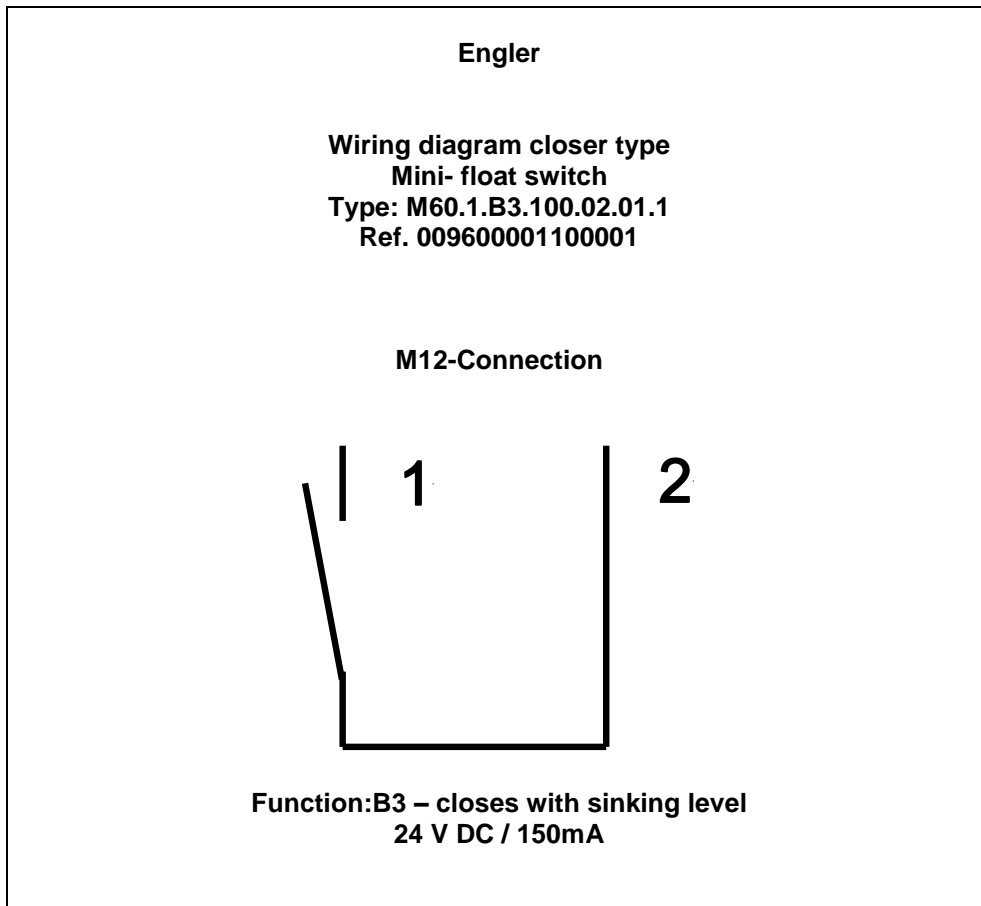 Engler
Wiring diagram closer type
Mini- float switch
Type: M60.1.B3.100.02.01.1
Ref. 009600001100001
M12-Connection
1 2
Function:B3 – closes with sinking level
24 V DC / 150mA